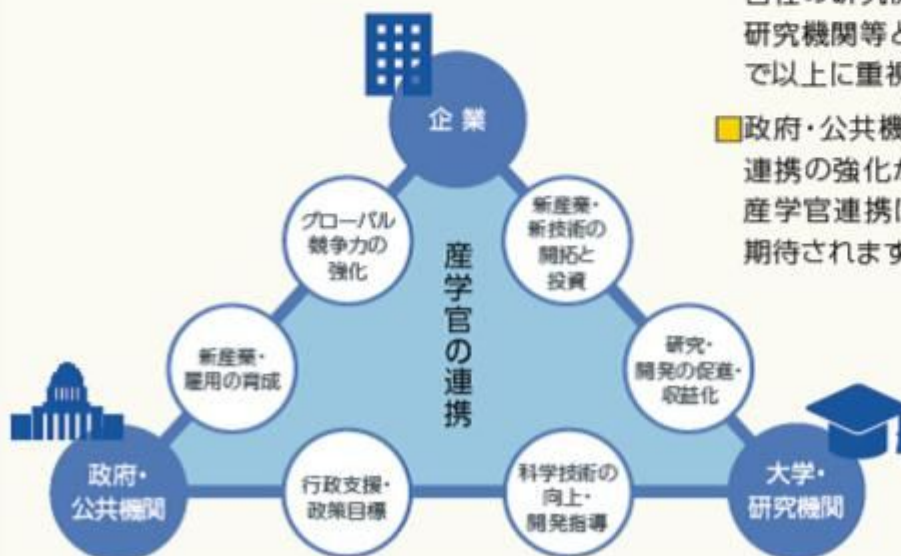 研究機関等と
で以上に重視
■政府・公共機
連携の強化が
産学官連携に
期待されます
企業
グローバル
競争力の
強化
新産業・
新技術の
開拓と
投資
産学官の連携
新産業・
雇用の育成
研究・
開発の促進・
収益化
政府・
公共機関
行政支援・
政策目標
科学技術の
向上・
開発指導
大学・
研究機関